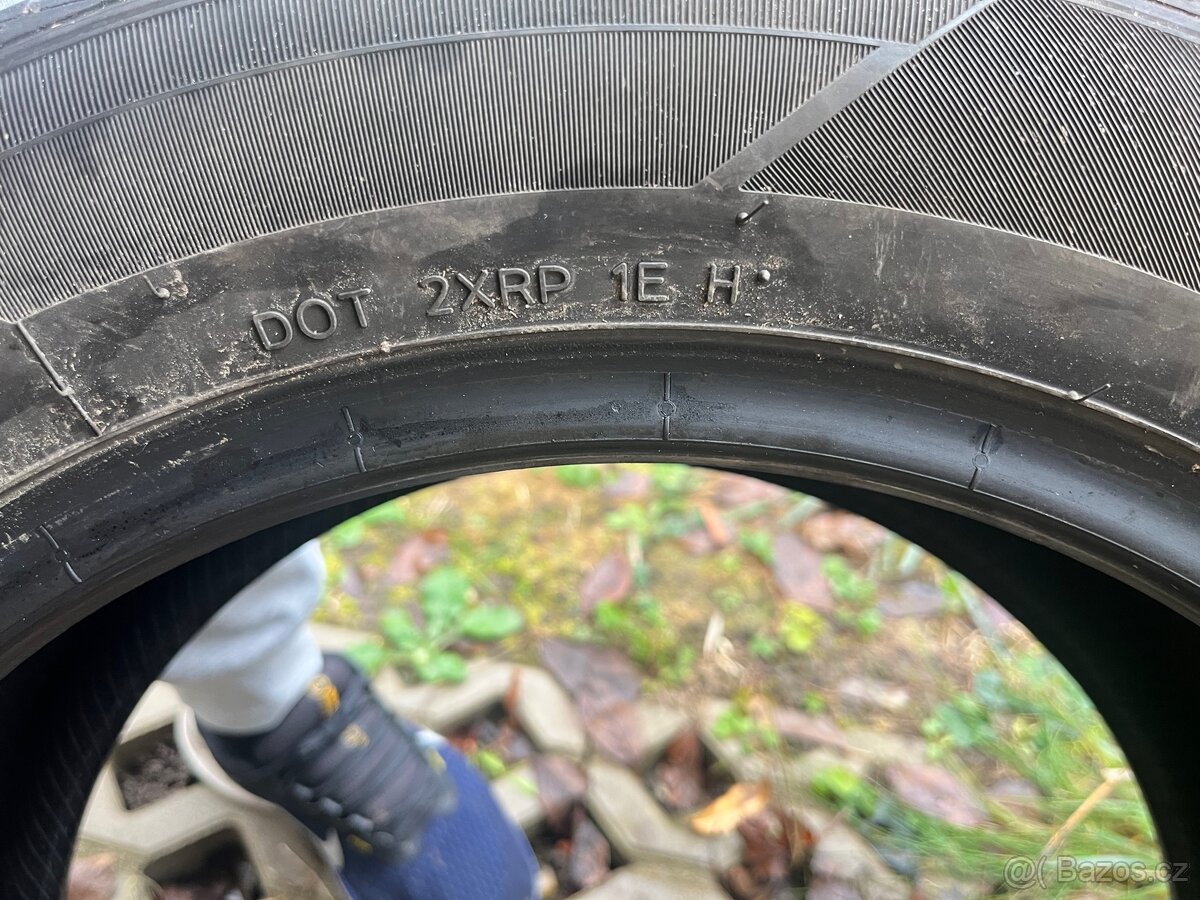 DOT 2XRP 1E H
@( Bazos.cz